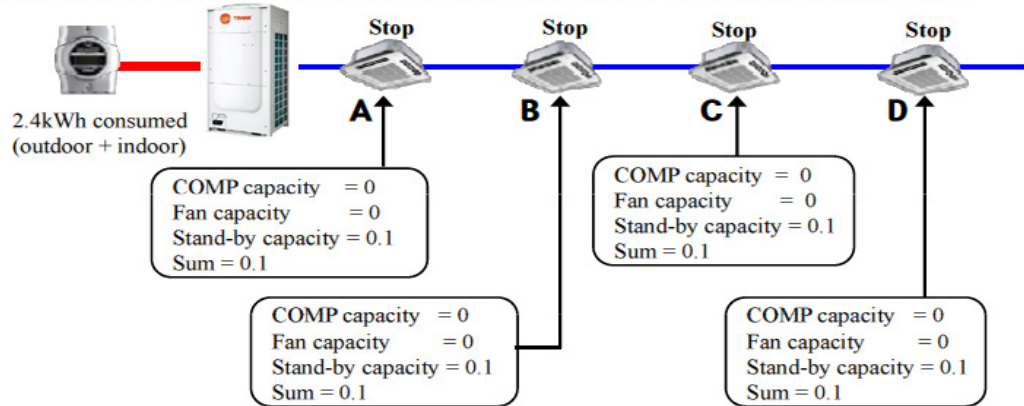 Stop
Stop
Stop
Stop
TRANE
A
B
C
D
2.4kWh consumed
(outdoor + indoor)
COMP capacity = 0
Fan capacity = 0
Stand-by capacity = 0.1
Sum = 0.1
COMP capacity = 0
Fan capacity = 0
Stand-by capacity = 0.1
Sum = 0.1
COMP capacity = 0
Fan capacity = 0
Stand-by capacity = 0.1
Sum = 0.1
COMP capacity = 0
Fan capacity = 0
Stand-by capacity = 0.1
Sum = 0.1